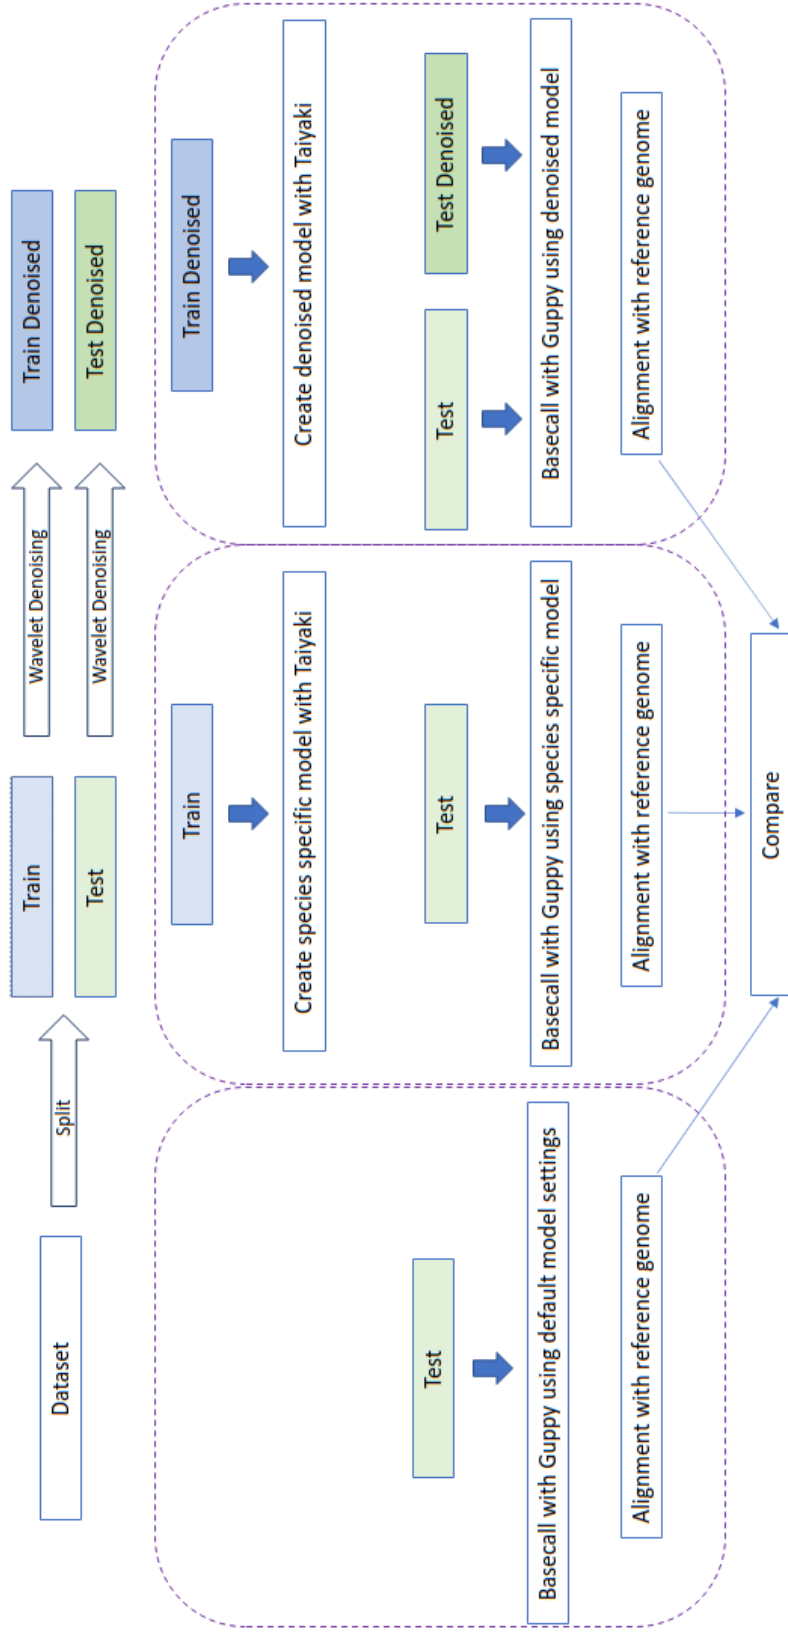 Dataset
Split
Train
Test
Wavelet Denoising
Wavelet Denoising
Train Denoised
Test Denoised
Test
Basecall with Guppy using default model settings
Alignment with reference genome
Train
Create species specific model with Taiyaki
Test
Basecall with Guppy using species specific model
Alignment with reference genome
Train Denoised
Create denoised model with Taiyaki
Test
Test Denoised
Basecall with Guppy using denoised model
Alignment with reference genome
Compare